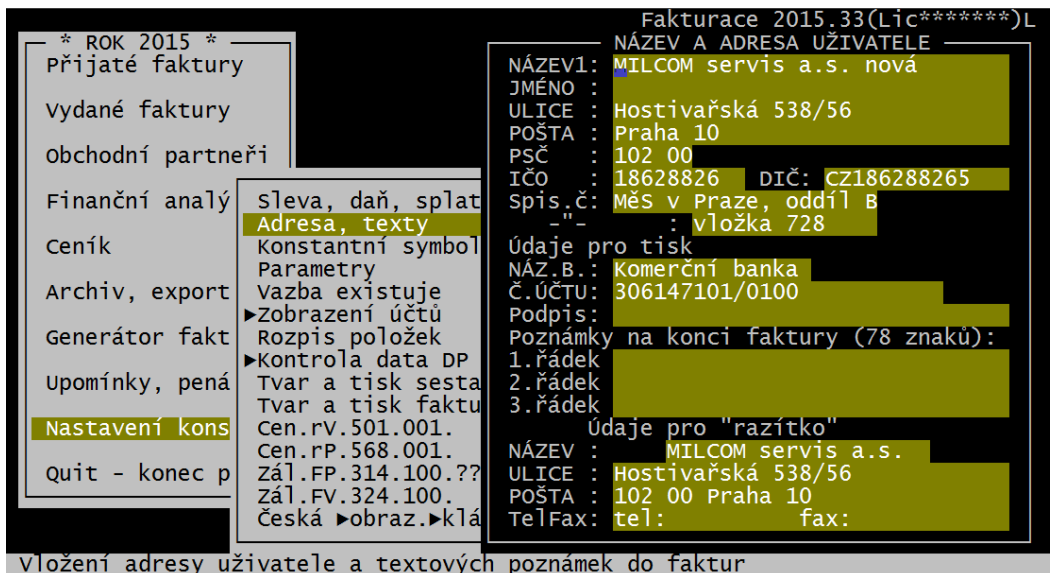 Fakturace 2015.33(Lic*******)L
* ROK 2015 *
Přijaté faktury
Vydané faktury
Obchodní partneři
Finanční analý
Ceník
Archiv, export
Generátor fakt
Upomínky, pená
Nastavení kons
Quit - konec p
Sleva, daň, splat
Adresa, texty
Konstantní symbol
Parametry
Vazba existuje
►Zobrazení účtů
Rozpis položek
►Kontrola data DP
Tvar a tisk sesta
Tvar a tisk faktu
Cen.rV.501.001.
Cen.rP.568.001.
Zál.FP.314.100.??
Zál.FV.324.100.
Česká ►obraz.►klá
NÁZEV A ADRESA UŽIVATELE
NÁZEV1: MILCOM servis a.s. nová
JMÉNO :
ULICE : Hostivařská 538/56
POŠTA : Praha 10
PSČ : 102 00
IČO : 18628826 DIČ: CZ186288265
Spis.č: MěS v Praze, oddíl B
-"- : vložka 728
Údaje pro tisk
NÁZ.B.: Komerční banka
Č.ÚČTU: 306147101/0100
Podpis:
Poznámky na konci faktury (78 znaků):
1.řádek
2.řádek
3.řádek
Údaje pro "razítko"
NÁZEV : MILCOM servis a.s.
ULICE : Hostivařská 538/56
POŠTA : 102 00 Praha 10
TelFax: tel: fax:
Vložení adresy uživatele a textových poznámek do faktur